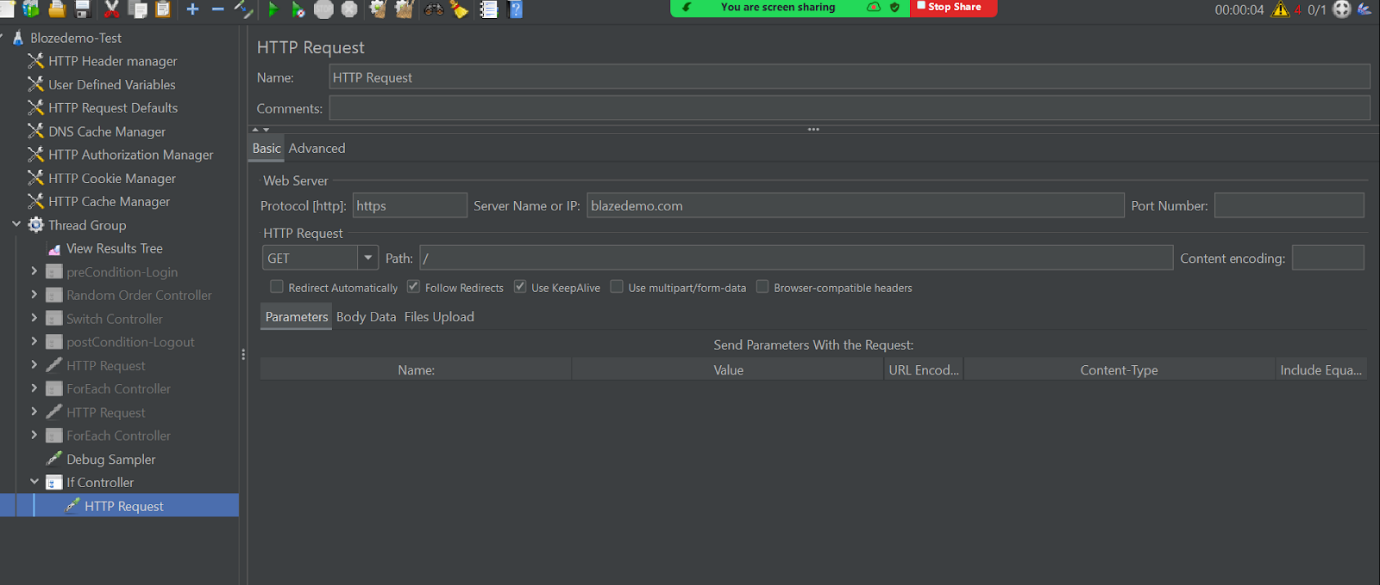 You are screen sharing
Stop Share
00:00:04
4
0/1
Blozedemo-Test
HTTP Header manager
User Defined Variables
HTTP Request Defaults
DNS Cache Manager
HTTP Authorization Manager
HTTP Cookie Manager
HTTP Cache Manager
Thread Group
View Results Tree
preCondition-Login
Random Order Controller
Switch Controller
postCondition-Logout
HTTP Request
ForEach Controller
HTTP Request
ForEach Controller
Debug Sampler
If Controller
HTTP Request
HTTP Request
Name: HTTP Request
Comments:
Basic Advanced
Web Server
Protocol [http]: https Server Name or IP: blazedemo.com Port Number:
HTTP Request
GET Path: / Content encoding:
Redirect Automatically Follow Redirects Use KeepAlive Use multipart/form-data Browser-compatible headers
Parameters Body Data Files Upload
Send Parameters With the Request:
Name: Value URL Encod... Content-Type Include Equa...